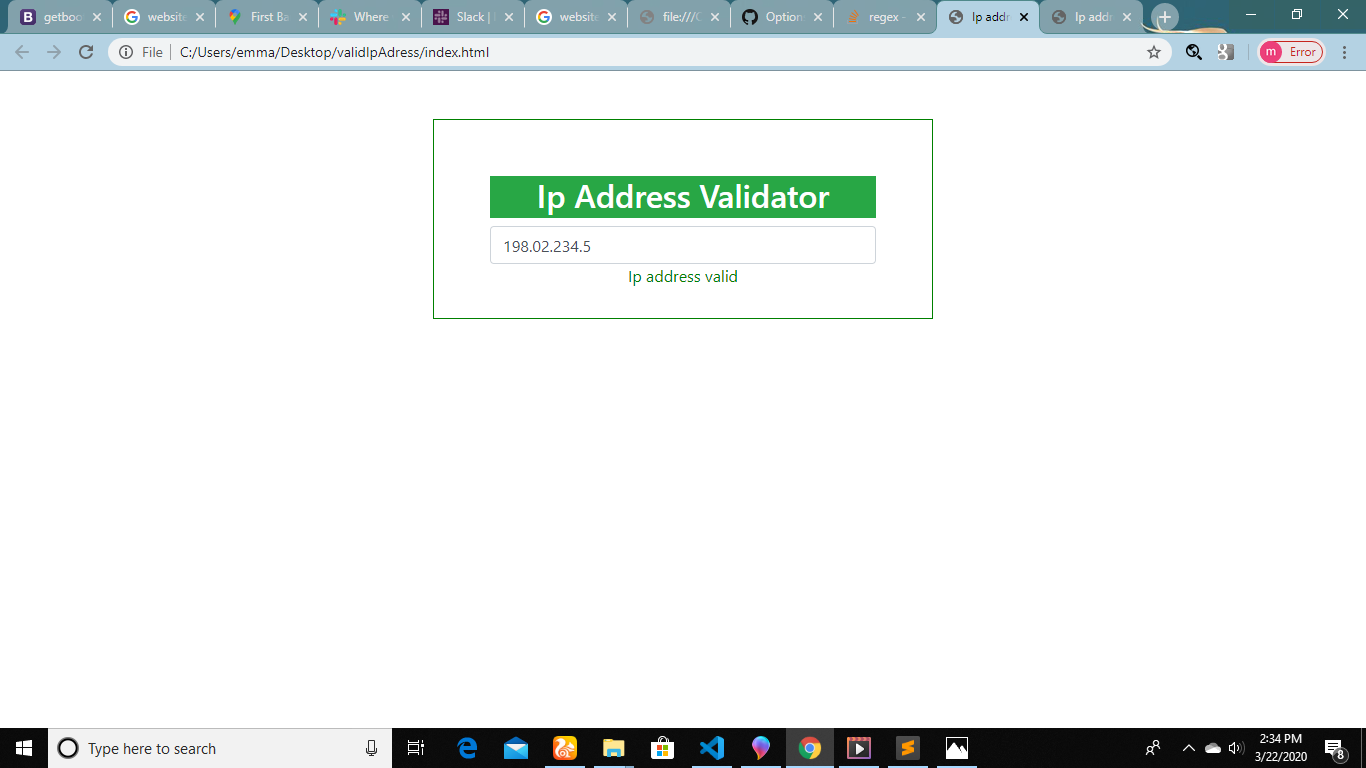 getboo
website
First Ba
Where
Slack |
website
file:///C
Option
regex -
Ip addr
Ip addr
File
C:/Users/emma/Desktop/validIpAdress/index.html
m
Error
Ip Address Validator
198.02.234.5
Ip address valid
Type here to search
2:34 PM
3/22/2020
8